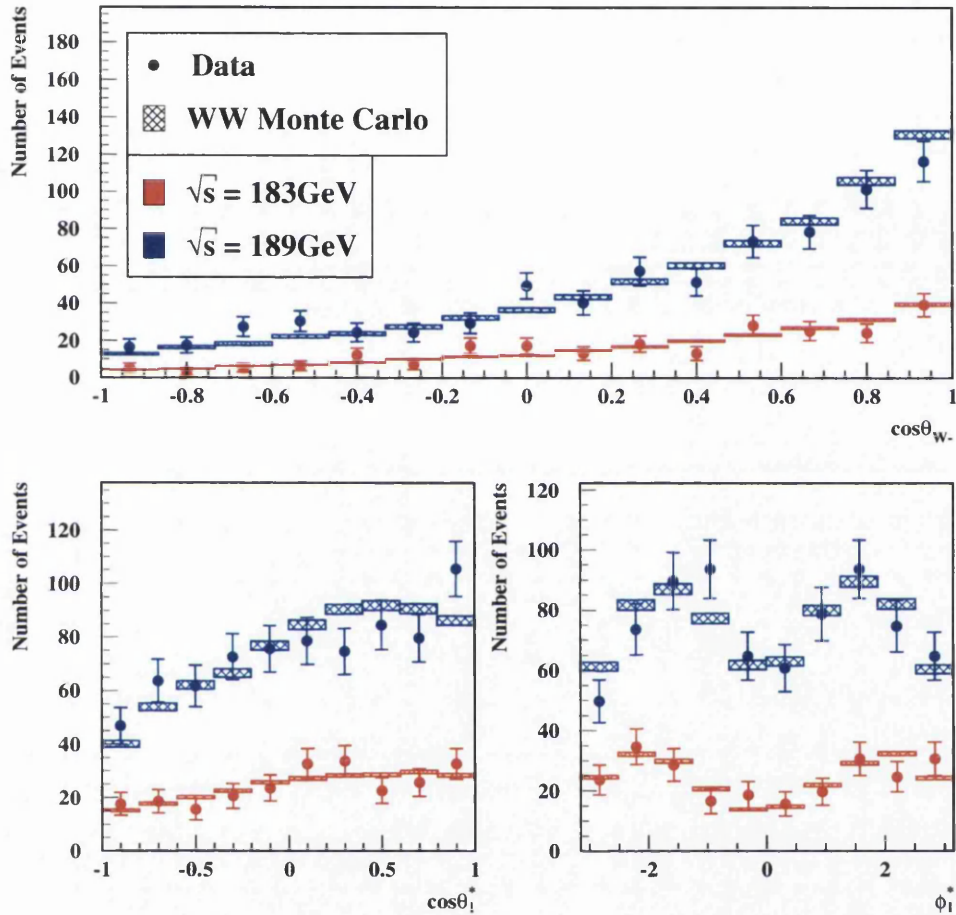 Number of Events
180
160
140
120
100
80
60
40
20
0
Data
WW Monte Carlo
√s = 183GeV
√s = 189GeV
-1 -0.8 -0.6 -0.4 -0.2 0 0.2 0.4 0.6 0.8 1
cosθW-
Number of Events
120
100
80
60
40
20
0
-1 -0.5 0 0.5 1
cosθl*
Number of Events
120
100
80
60
40
20
0
-2 0 2
ϕl*